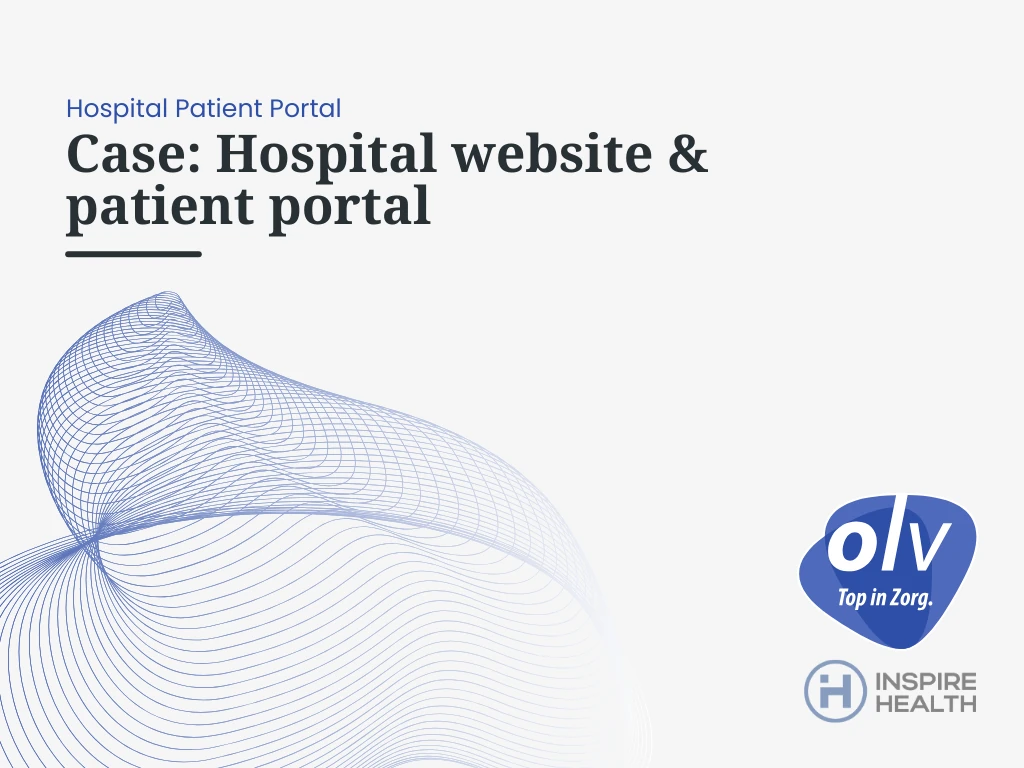 Hospital Patient Portal
Case: Hospital website &
patient portal
olv
Top in Zorg.
H
INSPIRE
HEALTH